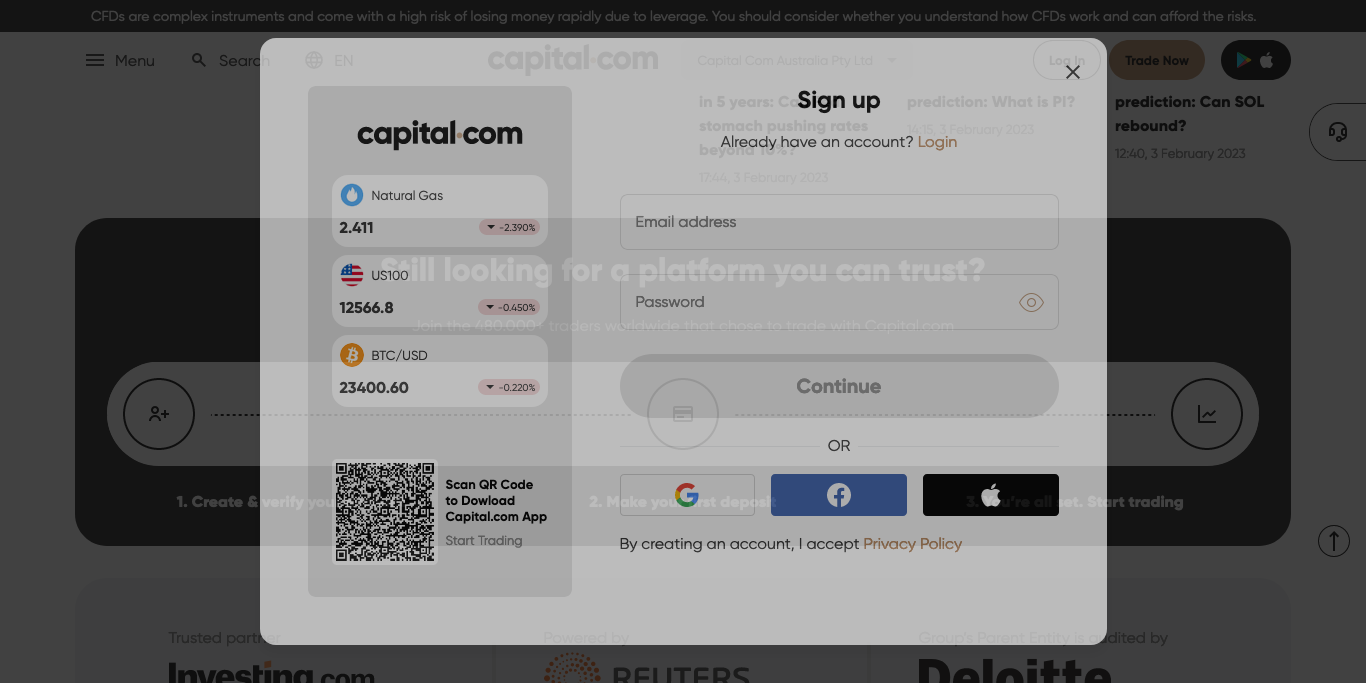 CFDs are complex instruments and come with a high risk of losing money rapidly due to leverage. You should consider whether you understand how CFDs work and can afford the risks.
Menu
Search
EN
capital.com
Capital Com Australia Pty Ltd
Log In
Trade Now
in 5 years:
stomach pushing rates
beyond 10%?
17:44, 3 February 2023
prediction: What is PI?
14:15, 3 February 2023
prediction: Can SOL
rebound?
12:40, 3 February 2023
capital.com
Natural Gas
2.411
-2.390%
US100
12566.8
-0.450%
BTC/USD
23400.60
-0.220%
Scan QR Code
to Dowload
Capital.com App
Start Trading
Sign up
Already have an account? Login
Email address
Password
Continue
OR
By creating an account, I accept Privacy Policy
Still looking for a platform you can trust?
Join the 480,000+ traders worldwide that chose to trade with Capital.com
1. Create & verify your
2. Make your first deposit
3. You're all set. Start trading
Trusted partner
Investing.com
Powered by
REUTERS
Group's Parent Entity is audited by
Deloitte